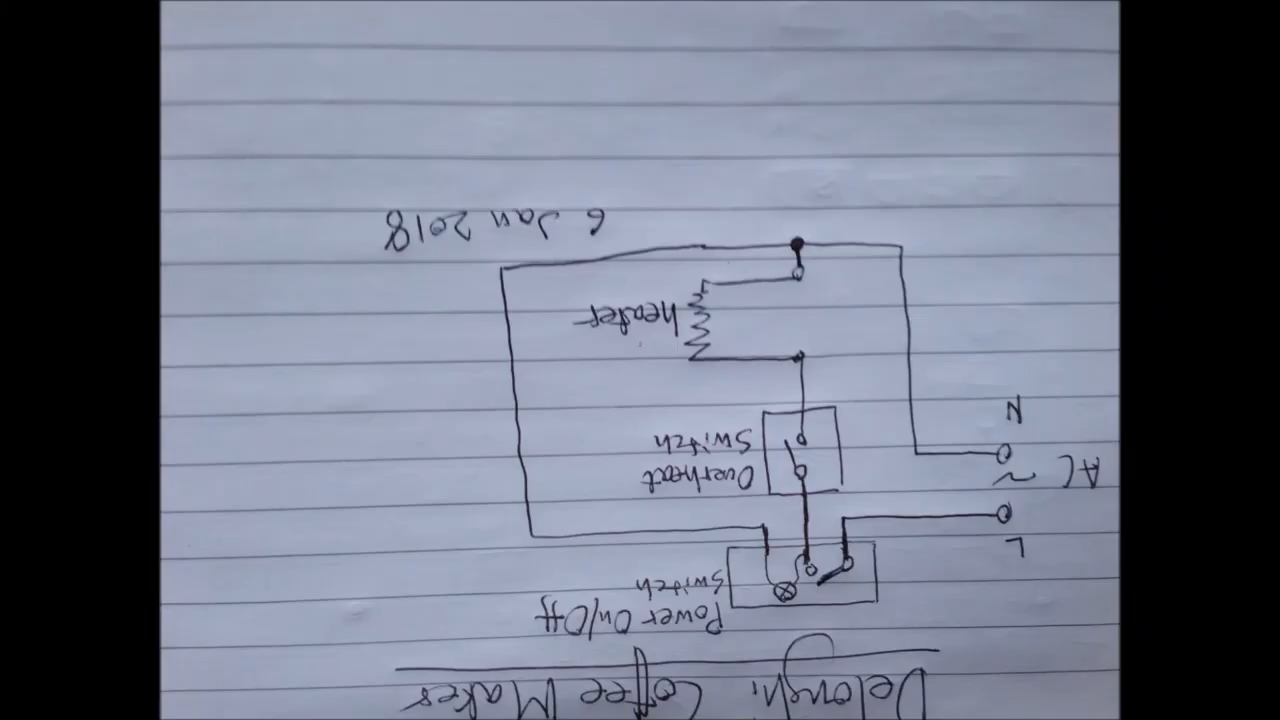 Delonghi Coffee Maker
Power On/Off
Switch
L
AC
~
N
Overheat
Switch
heater
6 Jan 2018